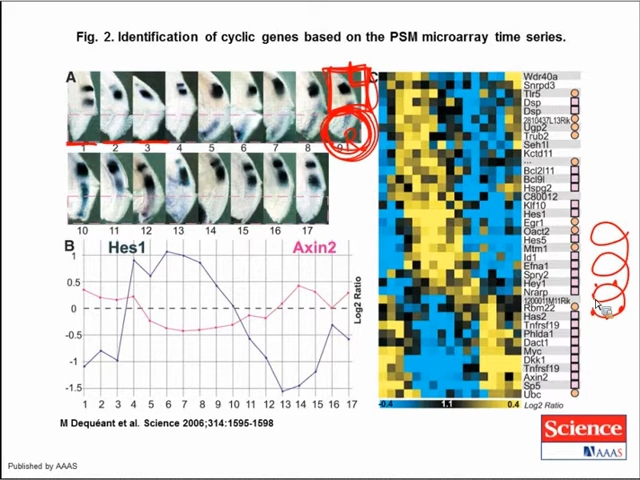 Fig. 2. Identification of cyclic genes based on the PSM microarray time series.
A
1 2 3 4 5 6 7 8 9
10 11 12 13 14 15 16 17
B
Hes1
Axin2
1
0.5
0
-0.5
-1
-1.5
Log2 Ratio
1 2 3 4 5 6 7 8 9 10 11 12 13 14 15 16 17
C
Wdr40a
Snrpd3
Tlr5
Dsp
Dsp
2810437L13Rik
Ugp2
Trub2
Seh1l
Kctd11
...
Bcl2l11
Bcl9l
Hspg2
C80012
Klf10
Hes1
Egr1
Oact2
Hes5
Mtm1
Id1
Efna1
Spry2
Hey1
Nrarp
1200011M11Rik
Rbm22
Has2
Tnfrsf19
Phlda1
Dact1
Myc
Dkk1
Tnfrsf19
Axin2
Sp5
Ubc
-0.4 1.1 0.4
Log2 Ratio
M Dequéant et al. Science 2006;314:1595-1598
Science
AAAS
Published by AAAS